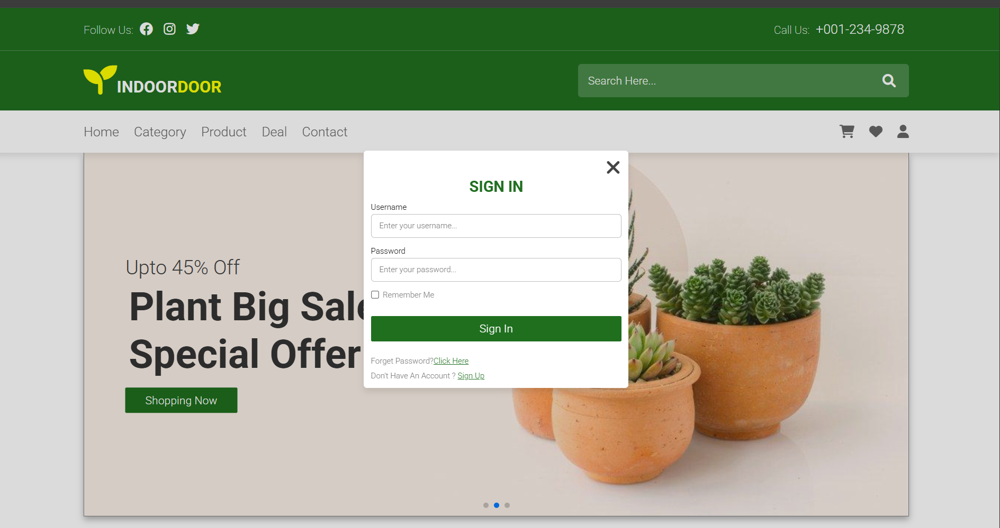 Follow Us:
Call Us: +001-234-9878
INDOORDOOR
Search Here...
Home Category Product Deal Contact
SIGN IN
Username
Enter your username...
Password
Enter your password...
Remember Me
Sign In
Forget Password?Click Here
Don't Have An Account ? Sign Up
Upto 45% Off
Plant Big Sale
Special Offer
Shopping Now